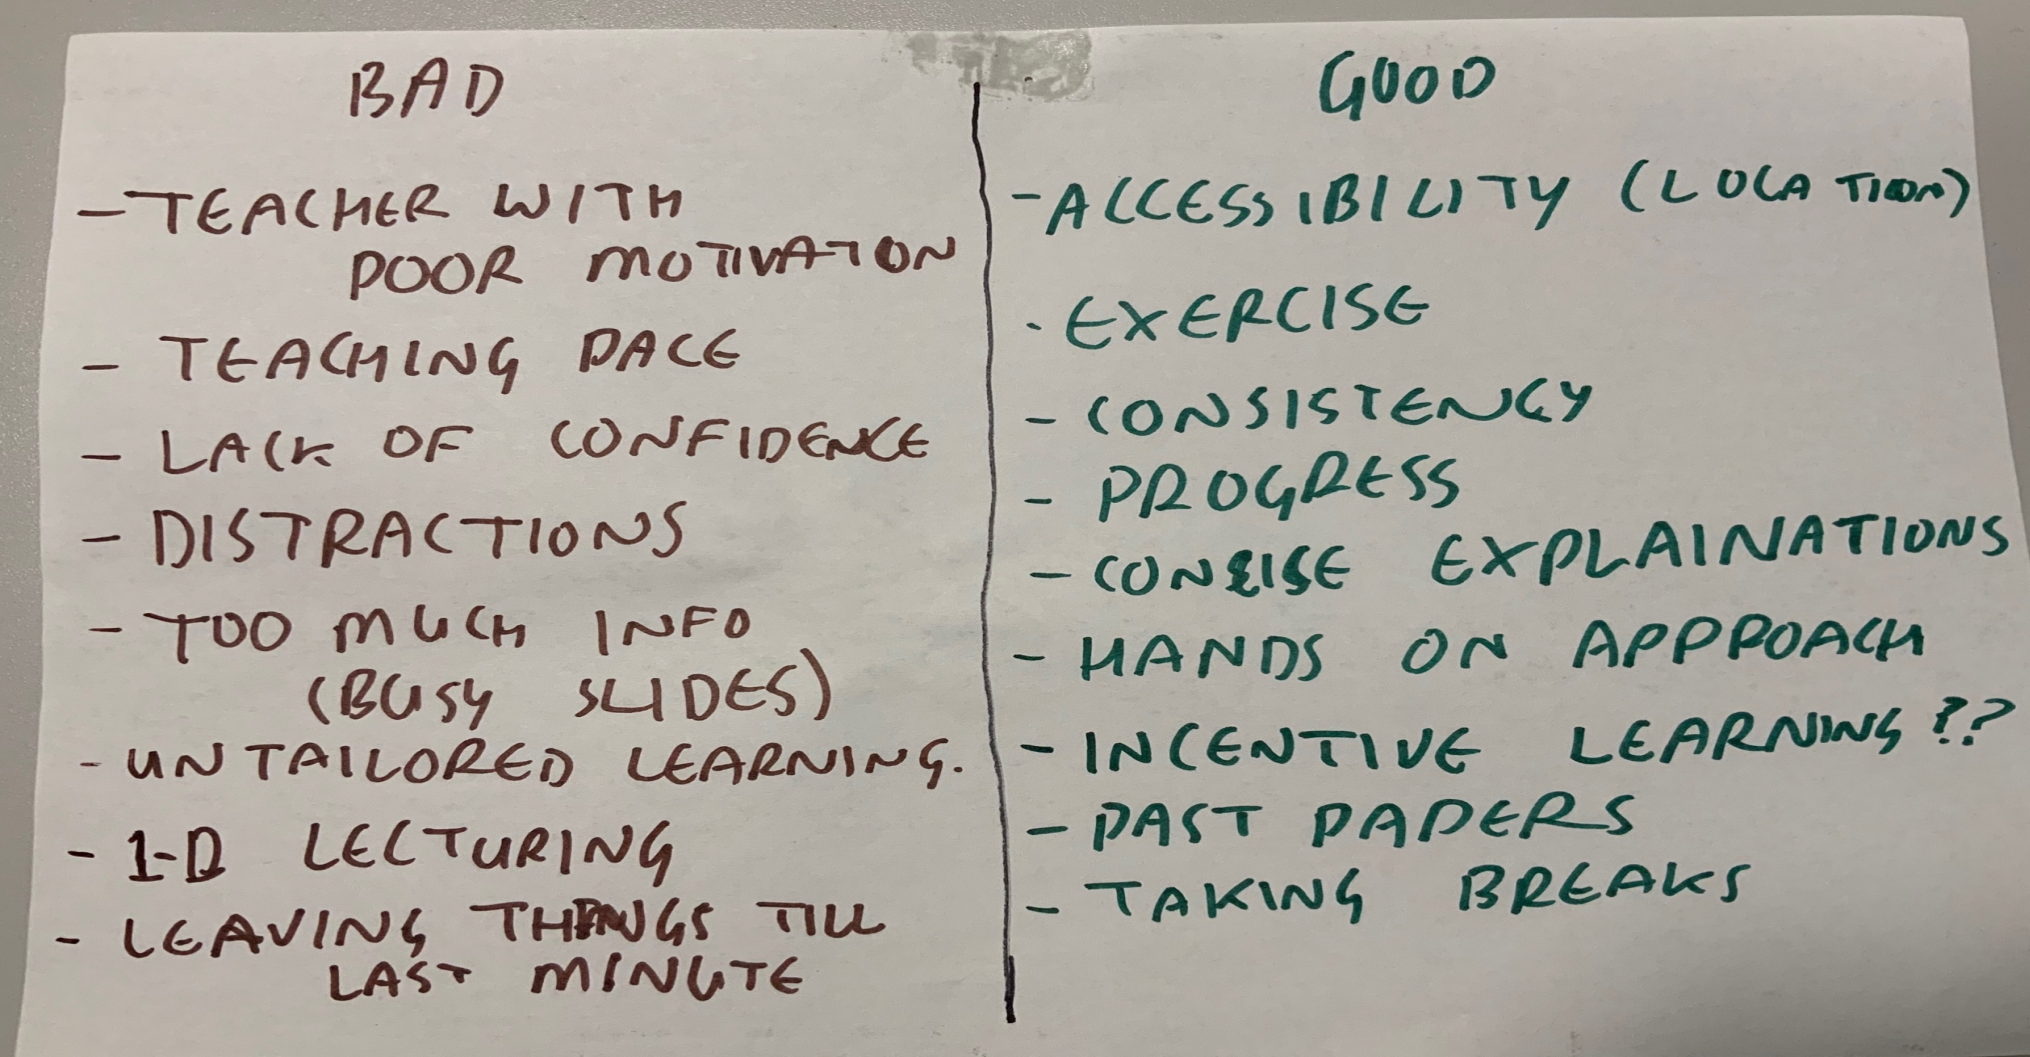 BAD
- TEACHER WITH
POOR MOTIVATION
- TEACHING PACE
- LACK OF CONFIDENCE
- DISTRACTIONS
- TOO MUCH INFO
(BUSY SLIDES)
- UNTAILORED LEARNING.
- 1-D LECTURING
- LEAVING THINGS TILL
LAST MINUTE
GOOD
- ACCESSIBILITY (LOCATION)
· EXERCISE
- CONSISTENCY
- PROGRESS
- CONCISE EXPLAINATIONS
- HANDS ON APPROACH
- INCENTIVE LEARNING??
- PAST PAPERS
- TAKING BREAKS